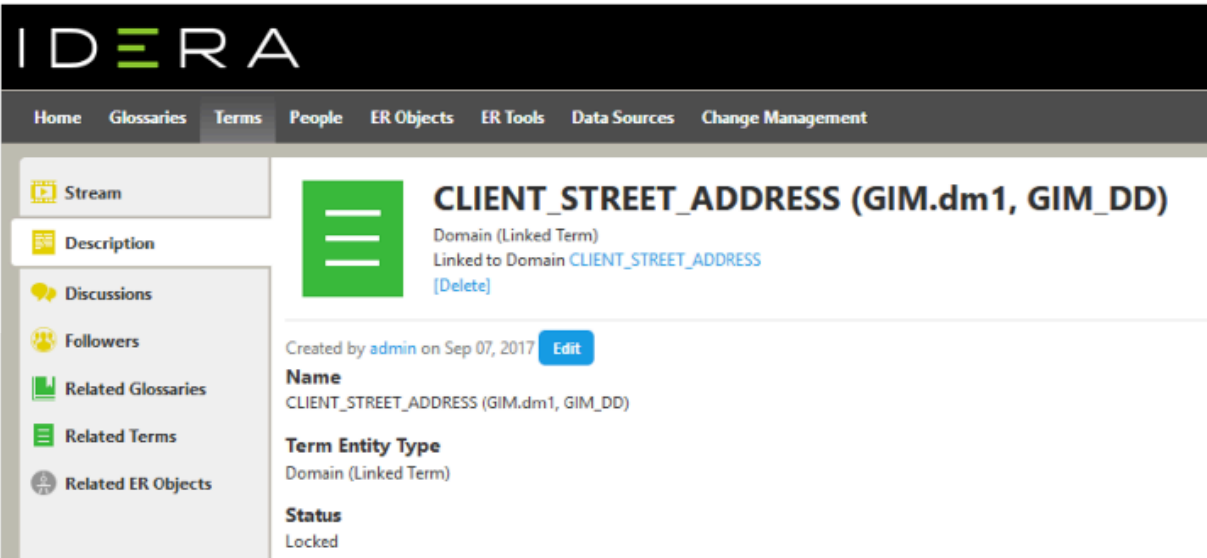 IDERA
Home Glossaries Terms People ER Objects ER Tools Data Sources Change Management
Stream
Description
Discussions
Followers
Related Glossaries
Related Terms
Related ER Objects
CLIENT_STREET_ADDRESS (GIM.dm1, GIM_DD)
Domain (Linked Term)
Linked to Domain CLIENT_STREET_ADDRESS
[Delete]
Created by admin on Sep 07, 2017 Edit
Name
CLIENT_STREET_ADDRESS (GIM.dm1, GIM_DD)
Term Entity Type
Domain (Linked Term)
Status
Locked